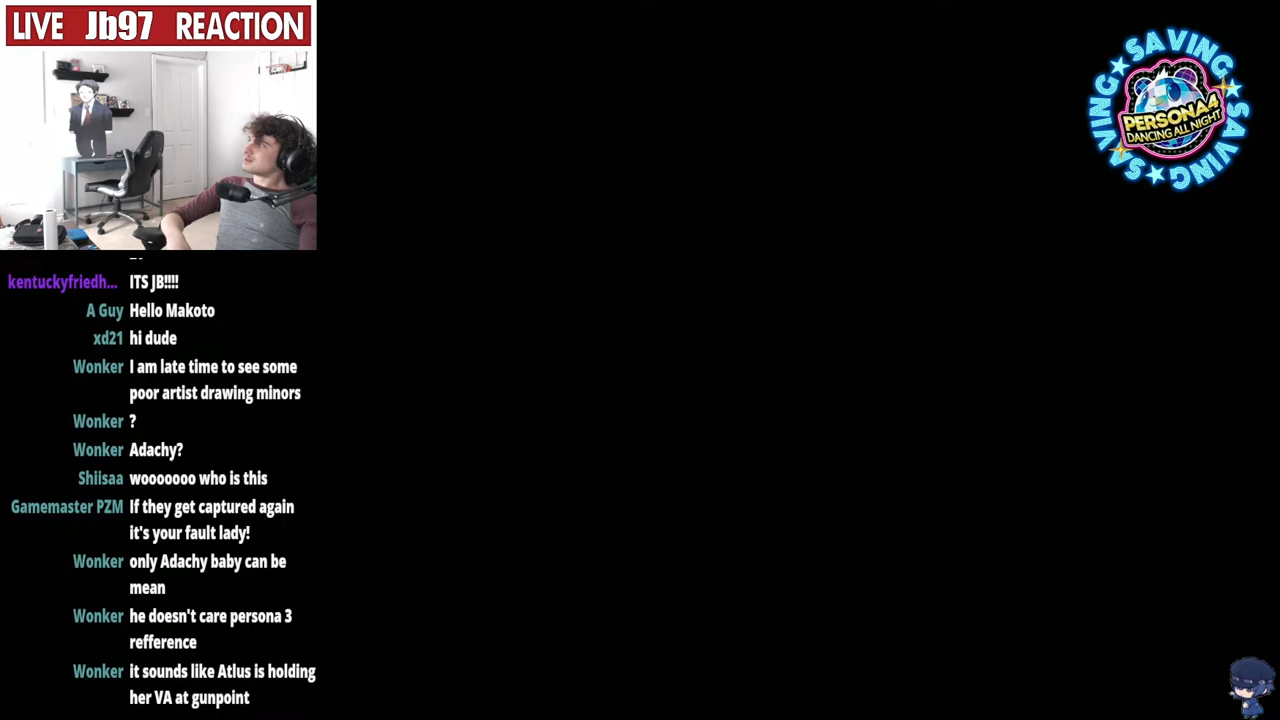 LIVE Jb97 REACTION
SAVING
SAVING
SAVING
PERSONA4
DANCING ALL NIGHT
kentuckyfriedh... ITS JB!!!!
A Guy Hello Makoto
xd21 hi dude
Wonker I am late time to see some
poor artist drawing minors
Wonker ?
Wonker Adachy?
Shiisaa wooooooo who is this
Gamemaster PZM If they get captured again
it's your fault lady!
Wonker only Adachy baby can be
mean
Wonker he doesn't care persona 3
refference
Wonker it sounds like Atlus is holding
her VA at gunpoint